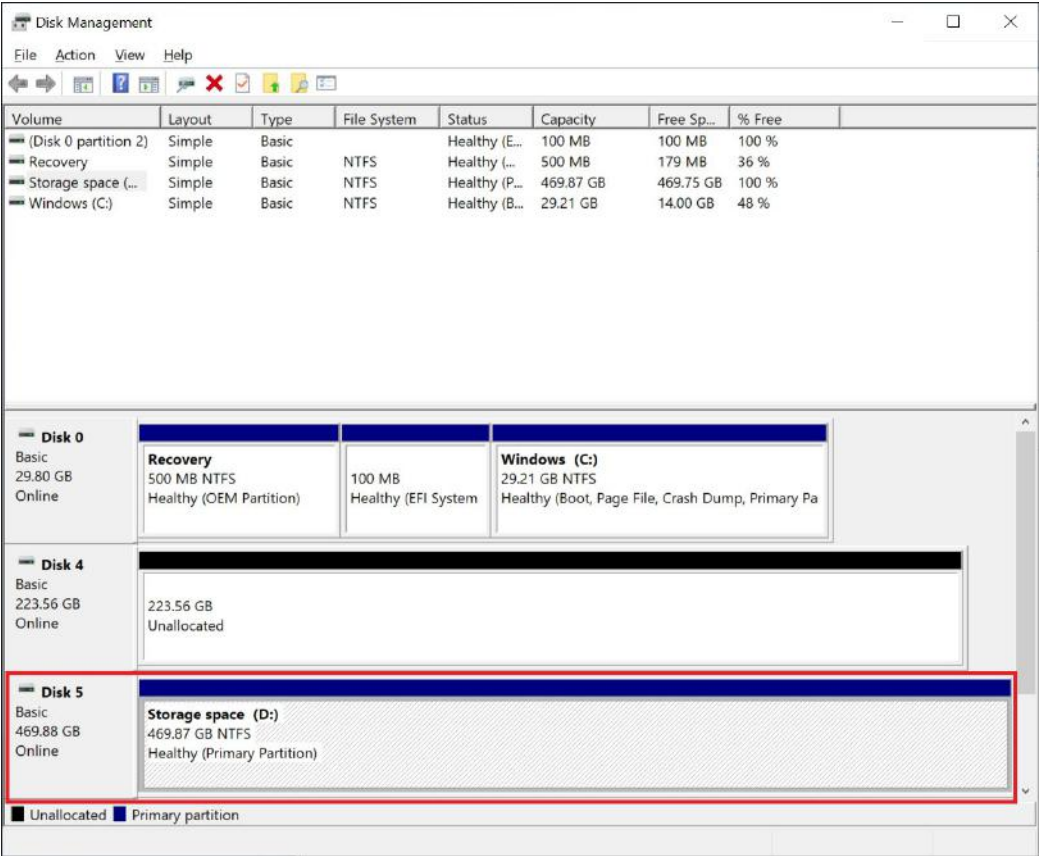 Disk Management
File Action View Help
Volume Layout Type File System Status Capacity Free Sp... % Free
(Disk 0 partition 2) Simple Basic Healthy (E... 100 MB 100 MB 100 %
Recovery Simple Basic NTFS Healthy (... 500 MB 179 MB 36 %
Storage space (... Simple Basic NTFS Healthy (P... 469.87 GB 469.75 GB 100 %
Windows (C:) Simple Basic NTFS Healthy (B... 29.21 GB 14.00 GB 48 %
Disk 0
Basic
29.80 GB
Online
Recovery
500 MB NTFS
Healthy (OEM Partition)
100 MB
Healthy (EFI System
Windows (C:)
29.21 GB NTFS
Healthy (Boot, Page File, Crash Dump, Primary Pa
Disk 4
Basic
223.56 GB
Online
223.56 GB
Unallocated
Disk 5
Basic
469.88 GB
Online
Storage space (D:)
469.87 GB NTFS
Healthy (Primary Partition)
Unallocated Primary partition